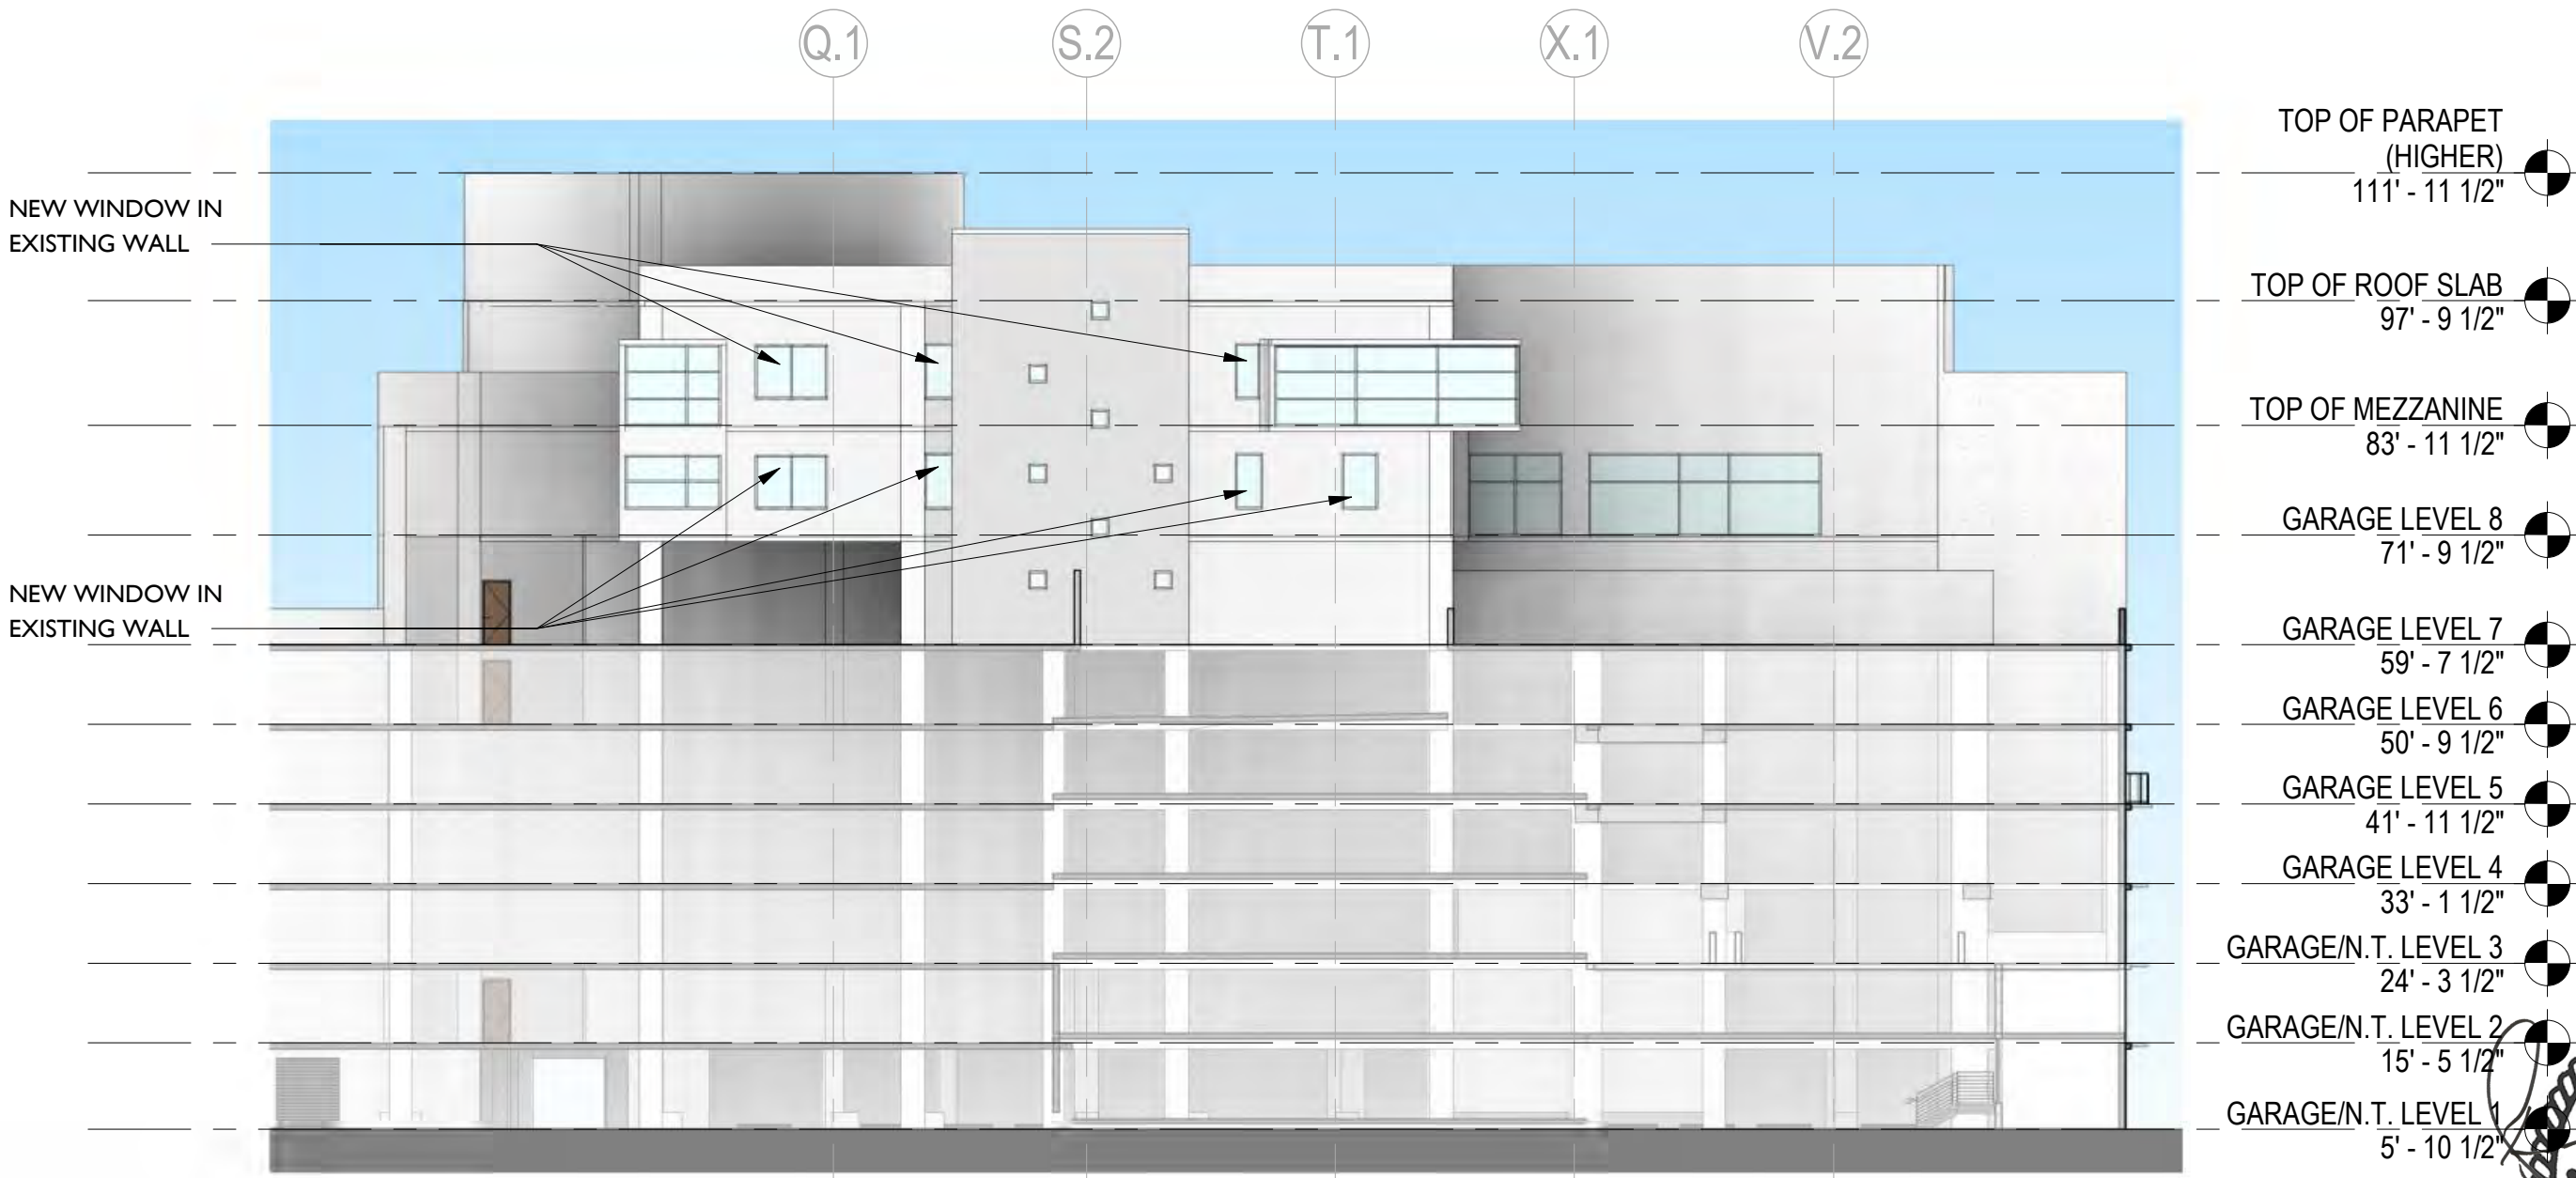 Q.1
S.2
T.1
X.1
V.2
TOP OF PARAPET
(HIGHER)
111' - 11 1/2"
NEW WINDOW IN
EXISTING WALL
TOP OF ROOF SLAB
97' - 9 1/2"
TOP OF MEZZANINE
83' - 11 1/2"
GARAGE LEVEL 8
71' - 9 1/2"
NEW WINDOW IN
EXISTING WALL
GARAGE LEVEL 7
59' - 7 1/2"
GARAGE LEVEL 6
50' - 9 1/2"
GARAGE LEVEL 5
41' - 11 1/2"
GARAGE LEVEL 4
33' - 1 1/2"
GARAGE/N.T. LEVEL 3
24' - 3 1/2"
GARAGE/N.T. LEVEL 2
15' - 5 1/2"
GARAGE/N.T. LEVEL 1
5' - 10 1/2"